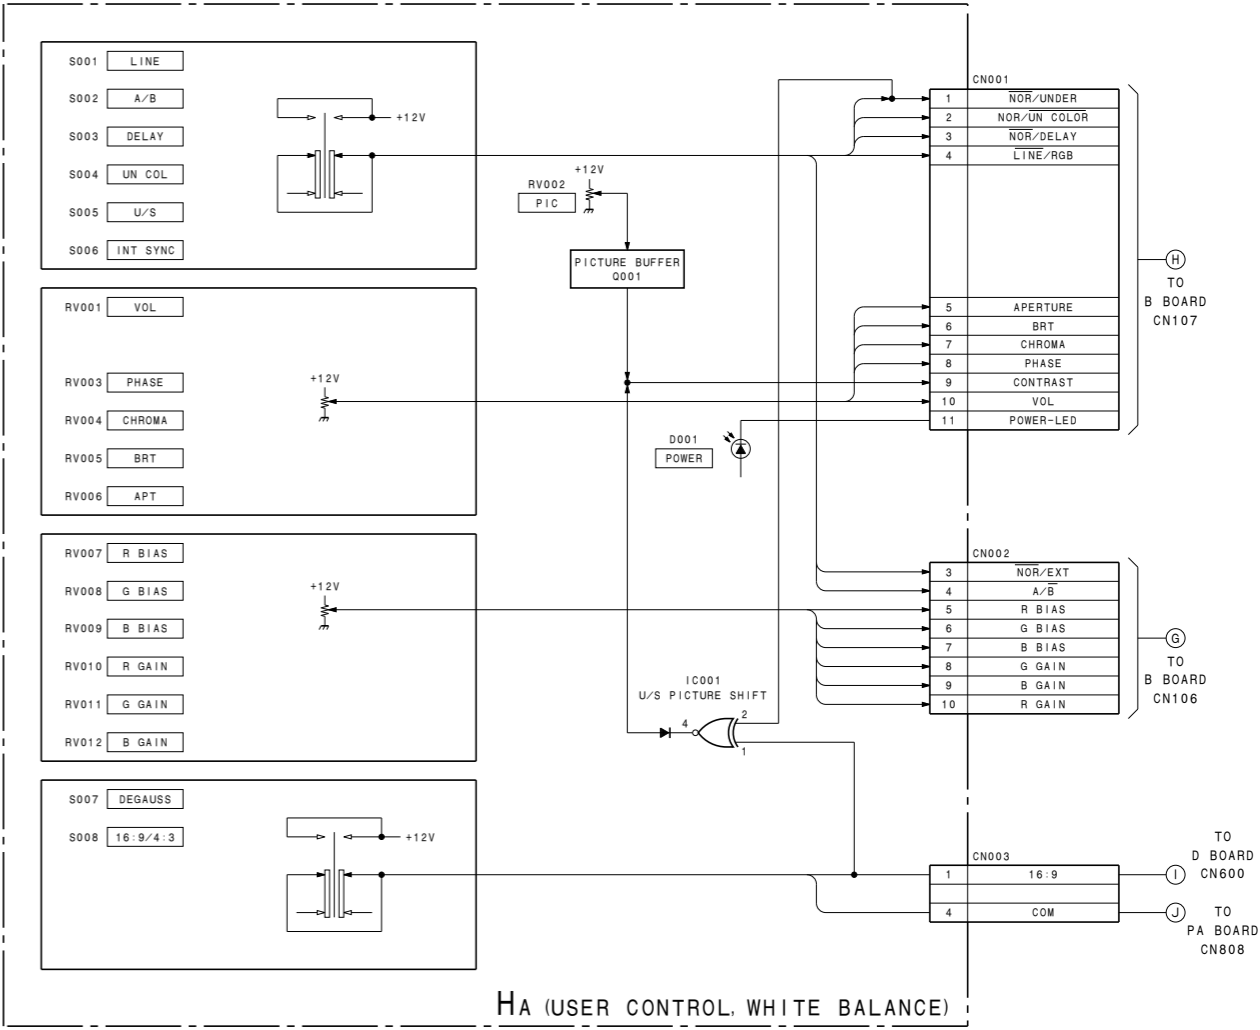 S001 LINE
S002 A/B
S003 DELAY
S004 UN COL
S005 U/S
S006 INT SYNC
+12V
RV001 VOL
RV003 PHASE
RV004 CHROMA
RV005 BRT
RV006 APT
+12V
RV007 R BIAS
RV008 G BIAS
RV009 B BIAS
RV010 R GAIN
RV011 G GAIN
RV012 B GAIN
+12V
S007 DEGAUSS
S008 16:9/4:3
+12V
+12V
RV002
PIC
PICTURE BUFFER
Q001
D001
POWER
IC001
U/S PICTURE SHIFT
4
2
1
CN001
1 NOR/UNDER
2 NOR/UN COLOR
3 NOR/DELAY
4 LINE/RGB
5 APERTURE
6 BRT
7 CHROMA
8 PHASE
9 CONTRAST
10 VOL
11 POWER-LED
H
TO
B BOARD
CN107
CN002
3 NOR/EXT
4 A/B
5 R BIAS
6 G BIAS
7 B BIAS
8 G GAIN
9 B GAIN
10 R GAIN
G
TO
B BOARD
CN106
CN003
1 16:9
4 COM
TO
D BOARD
I CN600
J TO
PA BOARD
CN808
HA (USER CONTROL, WHITE BALANCE)